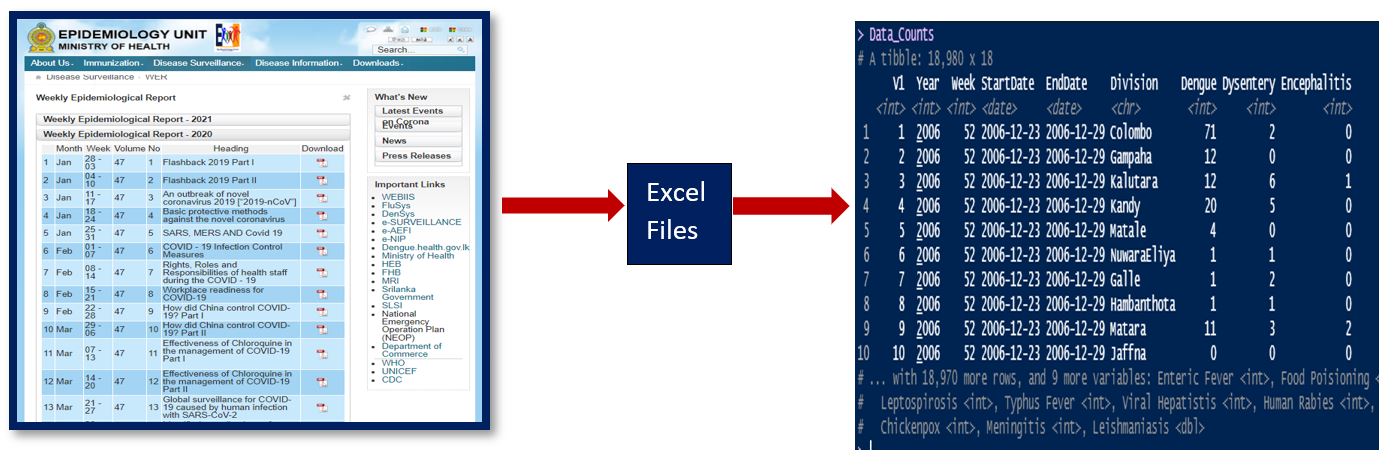 EPIDEMIOLOGY UNIT
MINISTRY OF HEALTH
Search...
About Us Immunization Disease Surveillance Disease Information Downloads
Disease Surveillance WER
Weekly Epidemiological Report
Weekly Epidemiological Report - 2021
Weekly Epidemiological Report - 2020
Month Week Volume No Heading Download
1 Jan 28 - 03 47 1 Flashback 2019 Part I
2 Jan 04 - 10 47 2 Flashback 2019 Part II
3 Jan 11 - 17 47 3 An outbreak of novel
coronavirus 2019 ["2019-nCoV"]
4 Jan 18 - 24 47 4 Basic protective methods
against the novel coronavirus
5 Jan 25 - 31 47 5 SARS, MERS AND Covid 19
6 Feb 01 - 07 47 6 COVID - 19 Infection Control
Measures
7 Feb 08 - 14 47 7 Rights, Roles and
Responsibilities of health staff
during the COVID - 19
8 Feb 15 - 21 47 8 Workplace readiness for
COVID-19
9 Feb 22 - 28 47 9 How did China control COVID-
19? Part I
10 Mar 29 - 06 47 10 How did China control COVID-
19? Part II
11 Mar 07 - 13 47 11 Effectiveness of Chloroquine in
the management of COVID-19
Part I
12 Mar 14 - 20 47 12 Effectiveness of Chloroquine in
the management of COVID-19
Part II
13 Mar 21 - 27 47 13 Global surveillance for COVID-
19 caused by human infection
with SARS-CoV-2
What's New
Latest Events
on Corona
Events
News
Press Releases
Important Links
WEBIIS
FluSys
DenSys
e-SURVEILLANCE
e-AEFI
e-NIP
Dengue.health.gov.lk
Ministry of Health
HEB
FHB
MRI
Srilanka
Government
SLSI
National
Emergency
Operation Plan
(NEOP)
Department of
Commerce
WHO
UNICEF
CDC
Excel
Files
> Data_Counts
# A tibble: 18,980 x 18
V1 Year Week StartDate EndDate Division Dengue Dysentery Encephalitis
<int> <int> <int> <date> <date> <chr> <int> <int> <int>
1 1 2006 52 2006-12-23 2006-12-29 Colombo 71 2 0
2 2 2006 52 2006-12-23 2006-12-29 Gampaha 12 0 0
3 3 2006 52 2006-12-23 2006-12-29 Kalutara 12 6 1
4 4 2006 52 2006-12-23 2006-12-29 Kandy 20 5 0
5 5 2006 52 2006-12-23 2006-12-29 Matale 4 0 0
6 6 2006 52 2006-12-23 2006-12-29 NuwaraEliya 1 1 0
7 7 2006 52 2006-12-23 2006-12-29 Galle 1 2 0
8 8 2006 52 2006-12-23 2006-12-29 Hambanthota 1 1 0
9 9 2006 52 2006-12-23 2006-12-29 Matara 11 3 2
10 10 2006 52 2006-12-23 2006-12-29 Jaffna 0 0 0
# ... with 18,970 more rows, and 9 more variables: Enteric Fever <int>, Food Poisioning <
# Leptospirosis <int>, Typhus Fever <int>, Viral Hepatistis <int>, Human Rabies <int>,
# Chickenpox <int>, Meningitis <int>, Leishmaniasis <dbl>
>